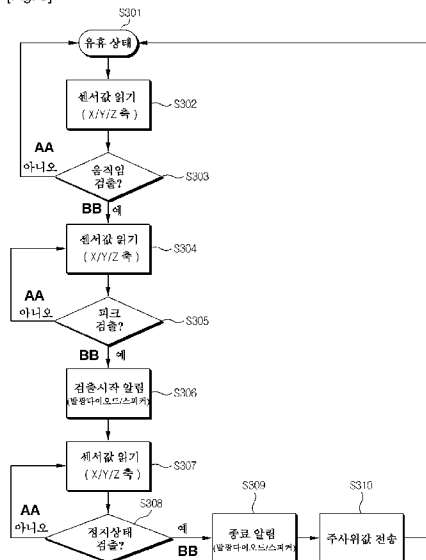 S301
유휴 상태
센서값 읽기
( X/Y/Z 축 )
S302
AA
아니오
움직임
검출?
S303
BB 예
센서값 읽기
( X/Y/Z 축 )
S304
AA
아니오
피크
검출?
S305
BB 예
검출시작 알림
(발광다이오드/스피커)
S306
센서값 읽기
( X/Y/Z 축 )
S307
AA
아니오
정지상태
검출?
S308
예
BB
S309
종료 알림
(발광다이오드/스피커)
S310
주사위값 전송